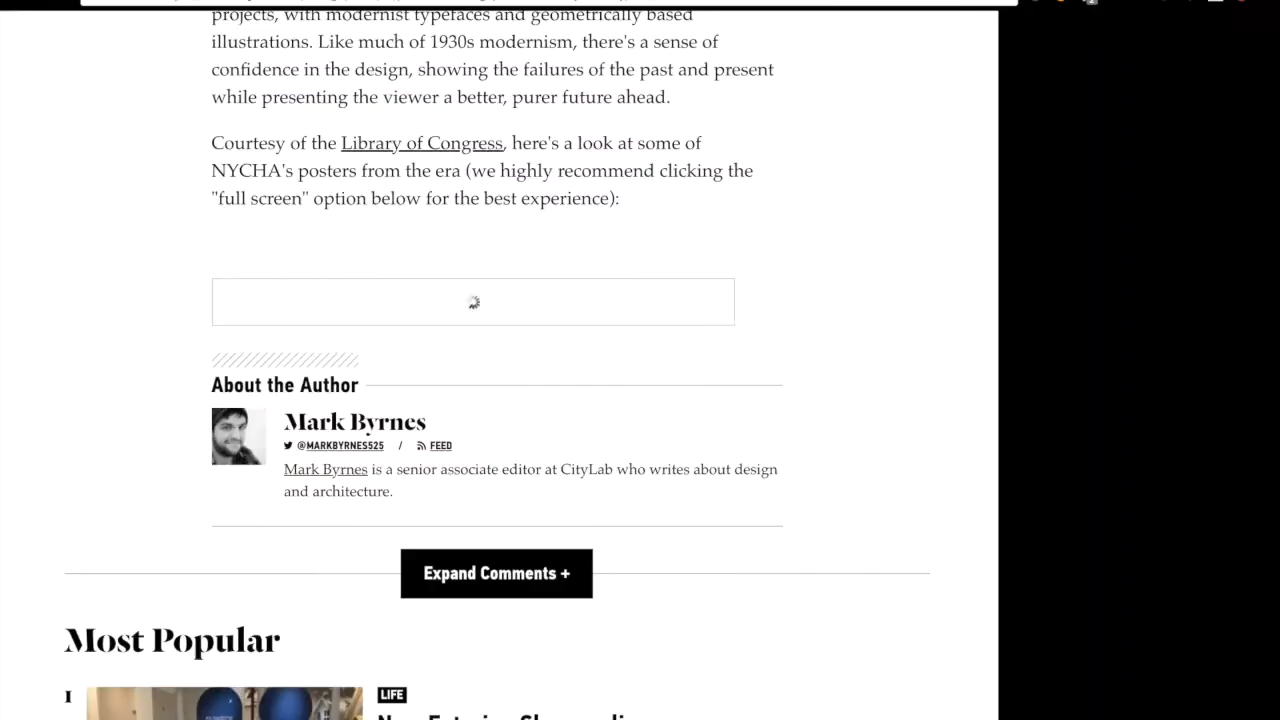 projects, with modernist typefaces and geometrically based
illustrations. Like much of 1930s modernism, there's a sense of
confidence in the design, showing the failures of the past and present
while presenting the viewer a better, purer future ahead.
Courtesy of the Library of Congress, here's a look at some of
NYCHA's posters from the era (we highly recommend clicking the
"full screen" option below for the best experience):
About the Author
Mark Byrnes
@MARKBYRNES525 / FEED
Mark Byrnes is a senior associate editor at CityLab who writes about design
and architecture.
Expand Comments +
Most Popular
1
LIFE